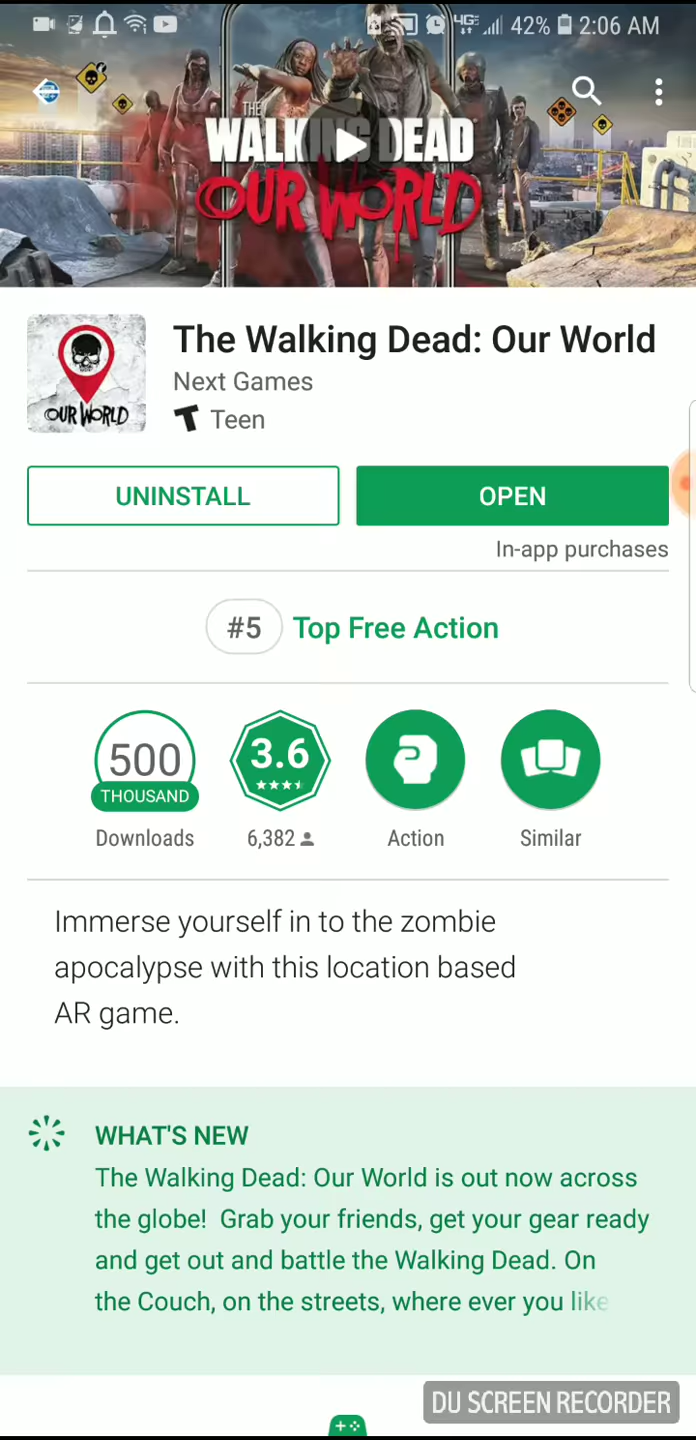 4GE 42% 2:06 AM
THE
WALKING DEAD
OUR WORLD
OUR WORLD
The Walking Dead: Our World
Next Games
T Teen
UNINSTALL
OPEN
In-app purchases
#5 Top Free Action
500
THOUSAND
Downloads
3.6
6,382
Action
Similar
Immerse yourself in to the zombie
apocalypse with this location based
AR game.
WHAT'S NEW
The Walking Dead: Our World is out now across
the globe!  Grab your friends, get your gear ready
and get out and battle the Walking Dead. On
the Couch, on the streets, where ever you like
DU SCREEN RECORDER